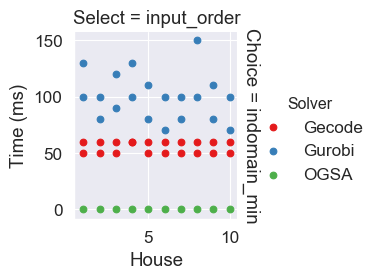 Select = input_order
Time (ms)
150
100
50
0
5
10
House
Choice = indomain_min
Solver
Gecode
Gurobi
OGSA